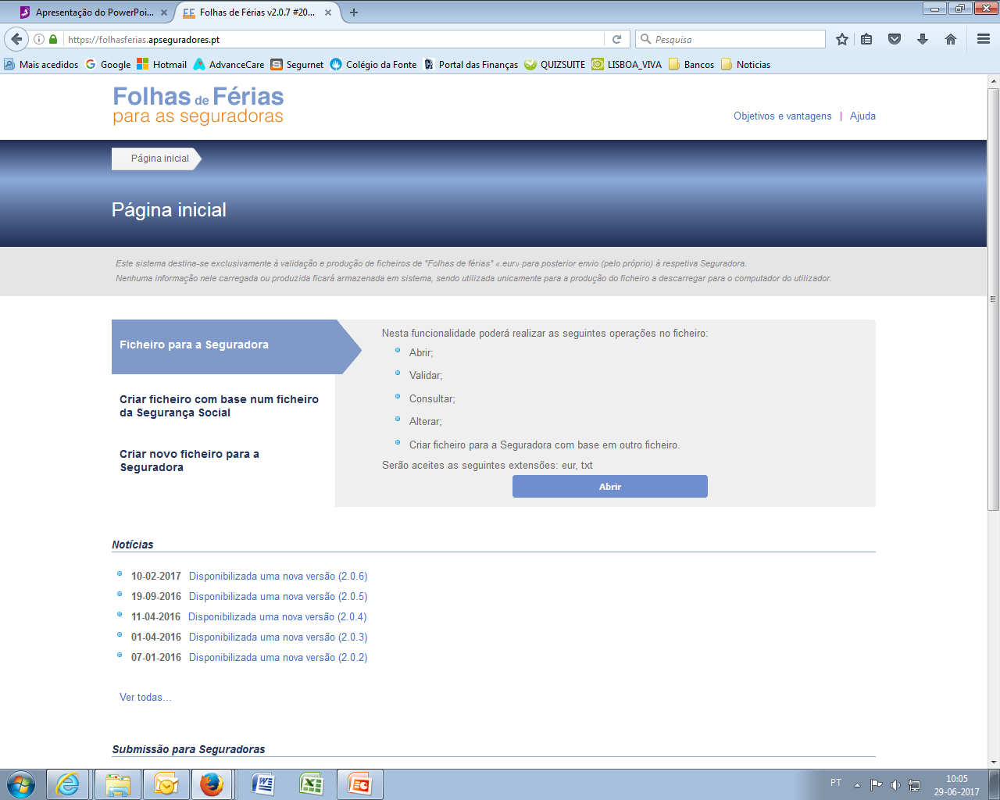 Apresentação do PowerPoi...
Folhas de Férias v2.0.7 #20...
https://folhasferias.apseguradores.pt
Pesquisa
Mais acedidos
Google
Hotmail
AdvanceCare
Segurnet
Colégio da Fonte
Portal das Finanças
QUIZSUITE
LISBOA_VIVA
Bancos
Noticias
Folhas de Férias
para as seguradoras
Objetivos e vantagens | Ajuda
Página inicial
Página inicial
Este sistema destina-se exclusivamente à validação e produção de ficheiros de "Folhas de férias" «.eur» para posterior envio (pelo próprio) à respetiva Seguradora.
Nenhuma informação nele carregada ou produzida ficará armazenada em sistema, sendo utilizada unicamente para a produção do ficheiro a descarregar para o computador do utilizador.
Ficheiro para a Seguradora
Criar ficheiro com base num ficheiro
da Segurança Social
Criar novo ficheiro para a
Seguradora
Nesta funcionalidade poderá realizar as seguintes operações no ficheiro:
Abrir;
Validar;
Consultar;
Alterar;
Criar ficheiro para a Seguradora com base em outro ficheiro.
Serão aceites as seguintes extensões: eur, txt
Abrir
Notícias
10-02-2017 Disponibilizada uma nova versão (2.0.6)
19-09-2016 Disponibilizada uma nova versão (2.0.5)
11-04-2016 Disponibilizada uma nova versão (2.0.4)
01-04-2016 Disponibilizada uma nova versão (2.0.3)
07-01-2016 Disponibilizada uma nova versão (2.0.2)
Ver todas...
Submissão para Seguradoras
PT
10:05
29-06-2017